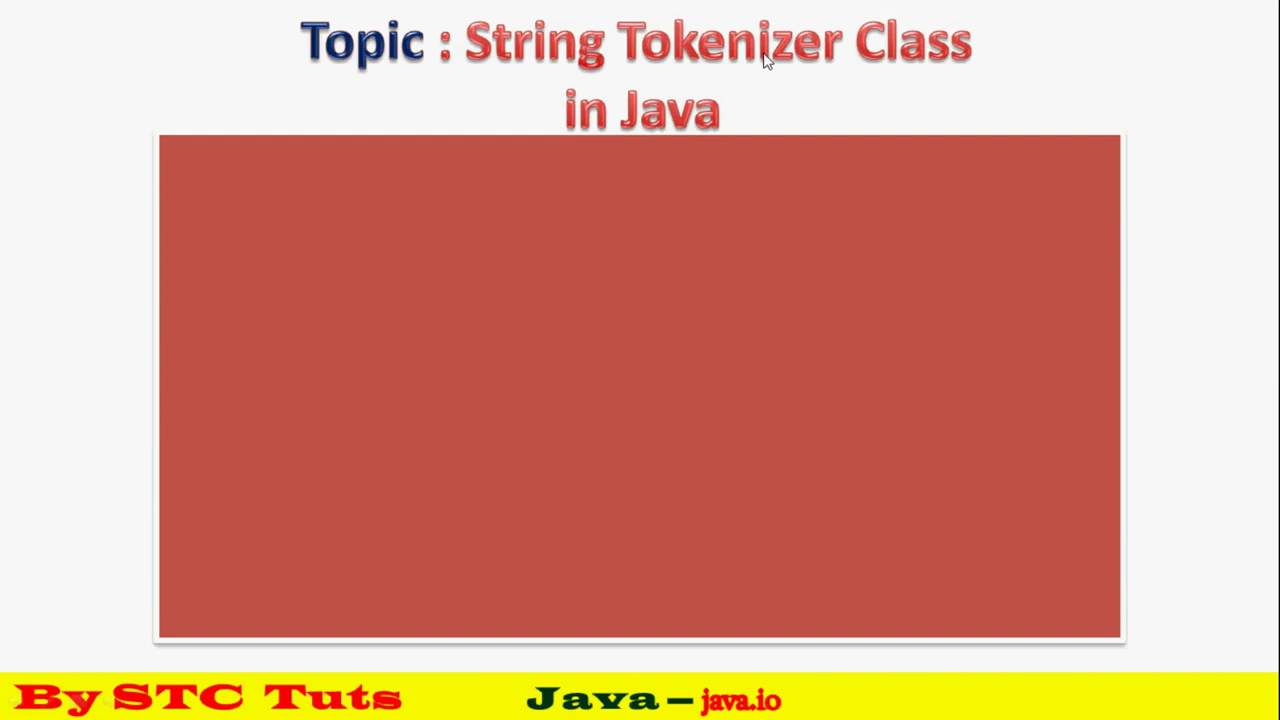 Topic : String Tokenizer Class
in Java
By STC Tuts
Java – java.io